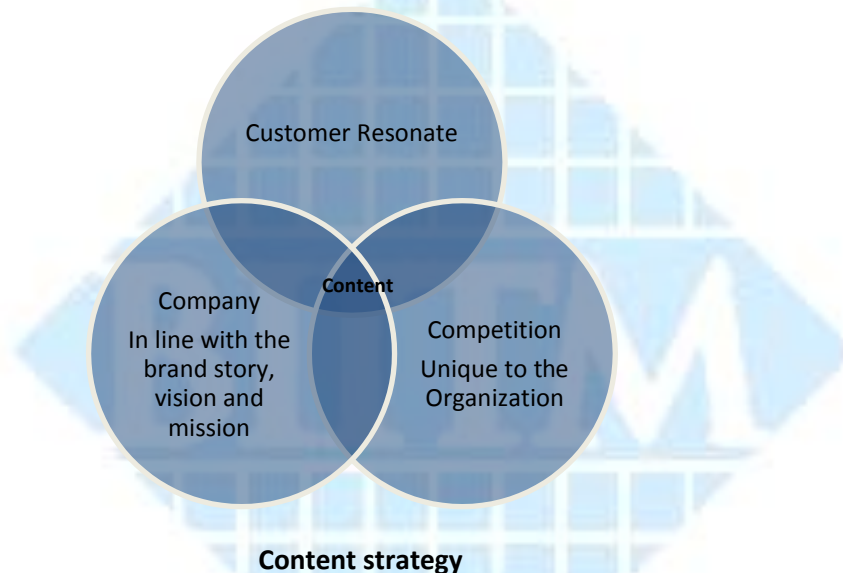 Customer Resonate
Content
Company
In line with the
brand story,
vision and
mission
Competition
Unique to the
Organization
Content strategy
BITM